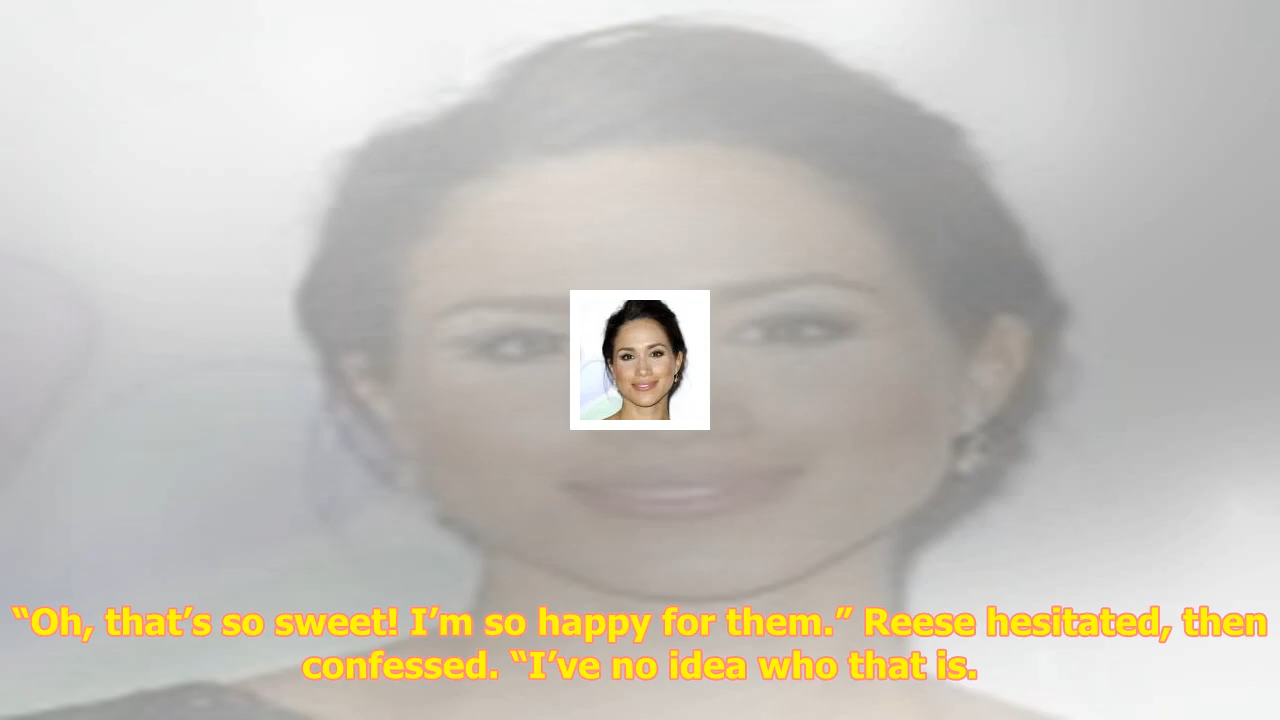 “Oh, that’s so sweet! I’m so happy for them.” Reese hesitated, then
confessed. “I’ve no idea who that is.